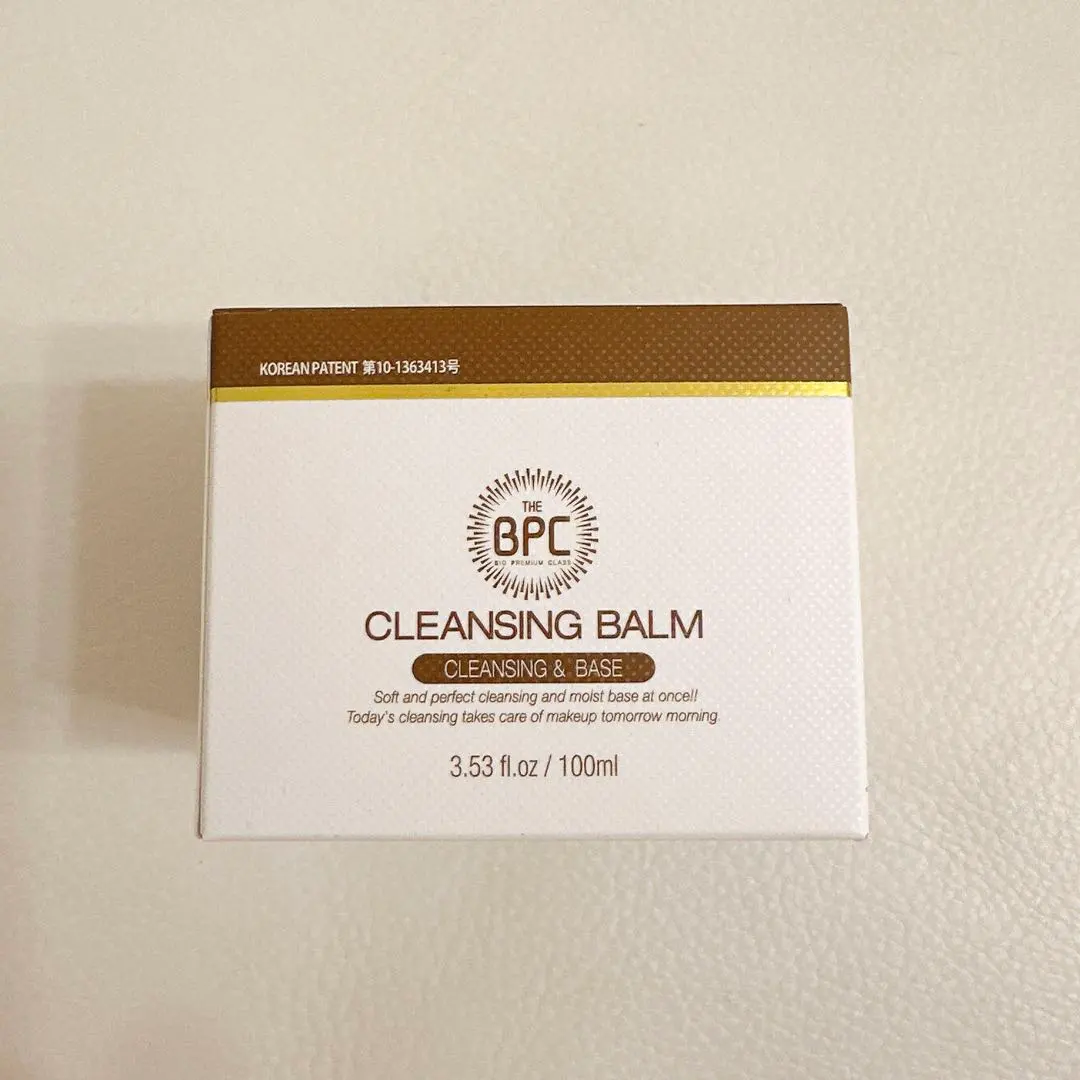 KOREAN PATENT 第10-1363413号
THE
BPC
BIO PREMIUM CLASS
CLEANSING BALM
CLEANSING & BASE
Soft and perfect cleansing and moist base at once!!
Today's cleansing takes care of makeup tomorrow morning
3.53 fl.oz / 100ml